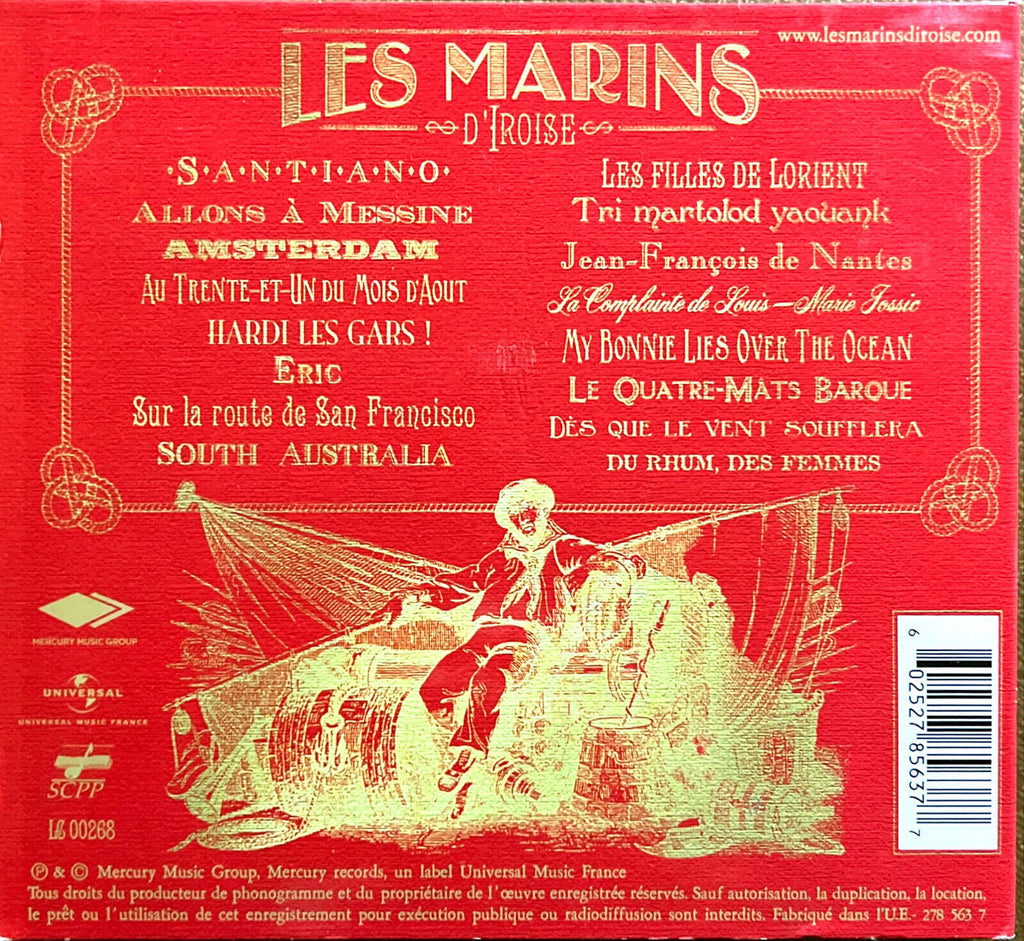 www.lesmarinsdiroise.com
LES MARINS
D'IROISE
·S·A·N·T·I·A·N·O·
ALLONS À MESSINE
AMSTERDAM
AU TRENTE-ET-UN DU MOIS D'AOUT
HARDI LES GARS !
ERIC
Sur la route de San Francisco
SOUTH AUSTRALIA
LES FILLES DE LORIENT
Tri martolod yaouank
Jean-François de Nantes
La Complainte de Louis-Marie Jossic
MY BONNIE LIES OVER THE OCEAN
LE QUATRE-MÂTS BARQUE
DÈS QUE LE VENT SOUFFLERA
DU RHUM, DES FEMMES
MERCURY MUSIC GROUP
UNIVERSAL
UNIVERSAL MUSIC FRANCE
SCPP
LC 00268
6 02527 85637 7
℗ & © Mercury Music Group, Mercury records, un label Universal Music France
Tous droits du producteur de phonogramme et du propriétaire de l'œuvre enregistrée réservés. Sauf autorisation, la duplication, la location,
le prêt ou l'utilisation de cet enregistrement pour exécution publique ou radiodiffusion sont interdits. Fabriqué dans l'U.E.- 278 563 7